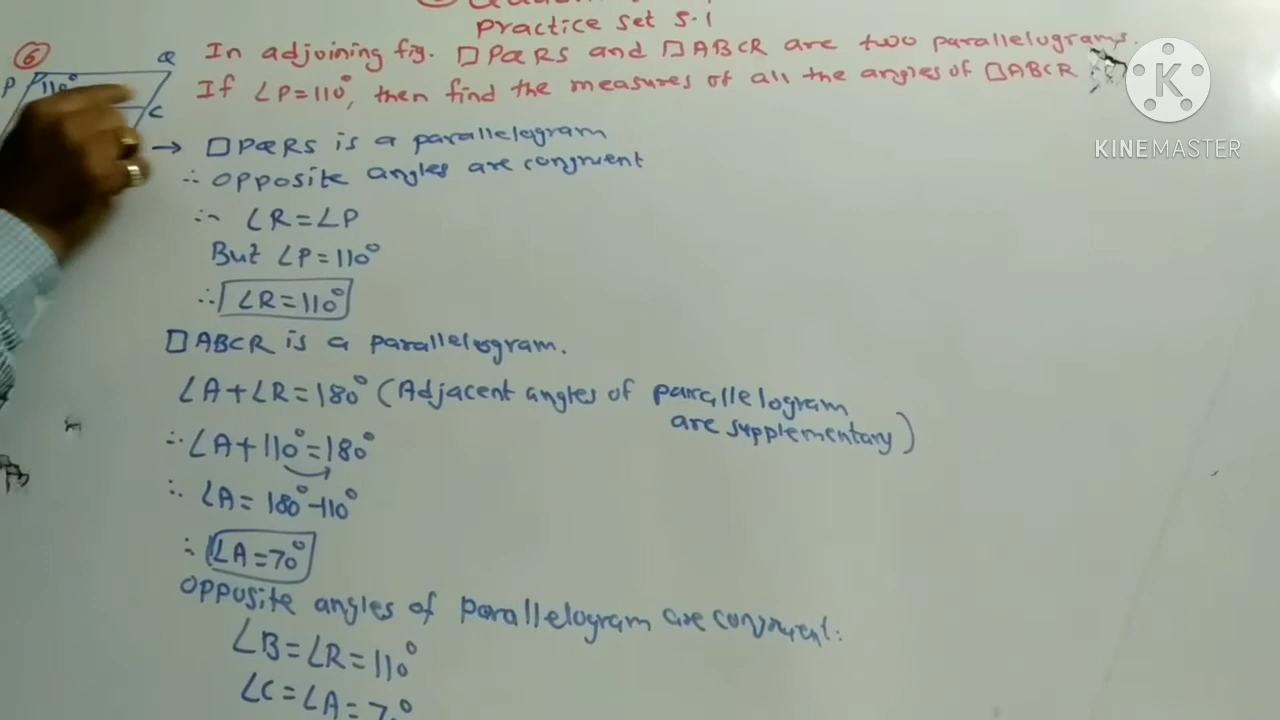 Practice set 5.1
⑥ In adjoining fig. □PQRS and □ABCR are two parallelograms.
If ∠P=110°, then find the measures of all the angles of □ABCR
P 110° Q C
→ □PQRS is a parallelogram
∴ opposite angles are congruent
∴ ∠R=∠P
But ∠P=110°
∴ ∠R=110°
□ABCR is a parallelogram.
∠A+∠R=180° (Adjacent angles of parallelogram
are supplementary)
∴ ∠A+110°=180°
∴ ∠A=180°-110°
∴ ∠A=70°
opposite angles of parallelogram are congruent.
∠B=∠R=110°
∠C=∠A=70°
KINEMASTER